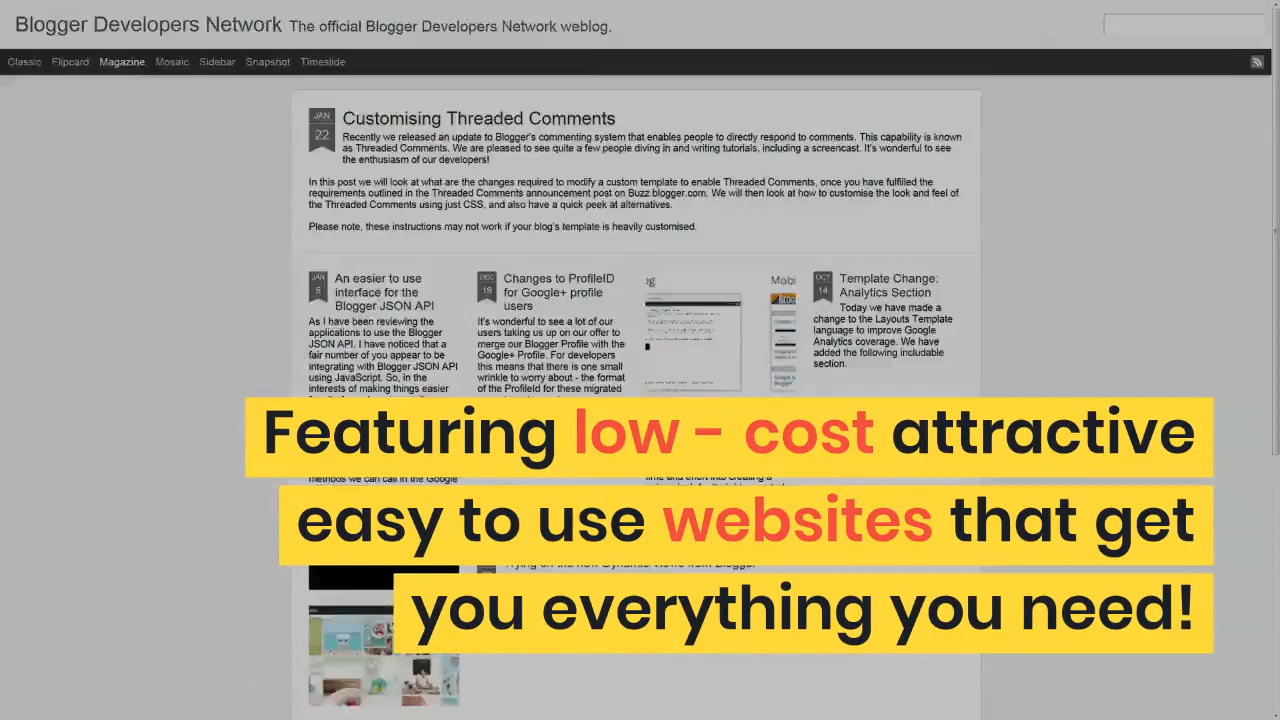 Blogger Developers Network The official Blogger Developers Network weblog.
Classic Flipcard Magazine Mosaic Sidebar Snapshot Timeslide
JAN
22
Customising Threaded Comments
Recently we released an update to Blogger's commenting system that enables people to directly respond to comments. This capability is known
as Threaded Comments. We are pleased to see quite a few people diving in and writing tutorials, including a screencast. It's wonderful to see
the enthusiasm of our developers!
In this post we will look at what are the changes required to modify a custom template to enable Threaded Comments, once you have fulfilled the
requirements outlined in the Threaded Comments announcement post on Buzz.blogger.com. We will then look at how to customise the look and feel of
the Threaded Comments using just CSS, and also have a quick peek at alternatives.
Please note, these instructions may not work if your blog's template is heavily customised.
JAN
6
An easier to use
interface for the
Blogger JSON API
As I have been reviewing the
applications to use the Blogger
JSON API. I have noticed that a
fair number of you appear to be
integrating with Blogger JSON API
using JavaScript. So, in the
interests of making things easier
methods we can call in the Google
DEC
19
Changes to ProfileID
for Google+ profile
users
It's wonderful to see a lot of our
users taking us up on our offer to
merge our Blogger Profile with the
Google+ Profile. For developers
this means that there is one small
wrinkle to worry about - the format
of the ProfileId for these migrated
Mobi
OCT
14
Template Change:
Analytics Section
Today we have made a
change to the Layouts Template
language to improve Google
Analytics coverage. We have
added the following includable
section.
Featuring low - cost attractive
easy to use websites that get
you everything you need!